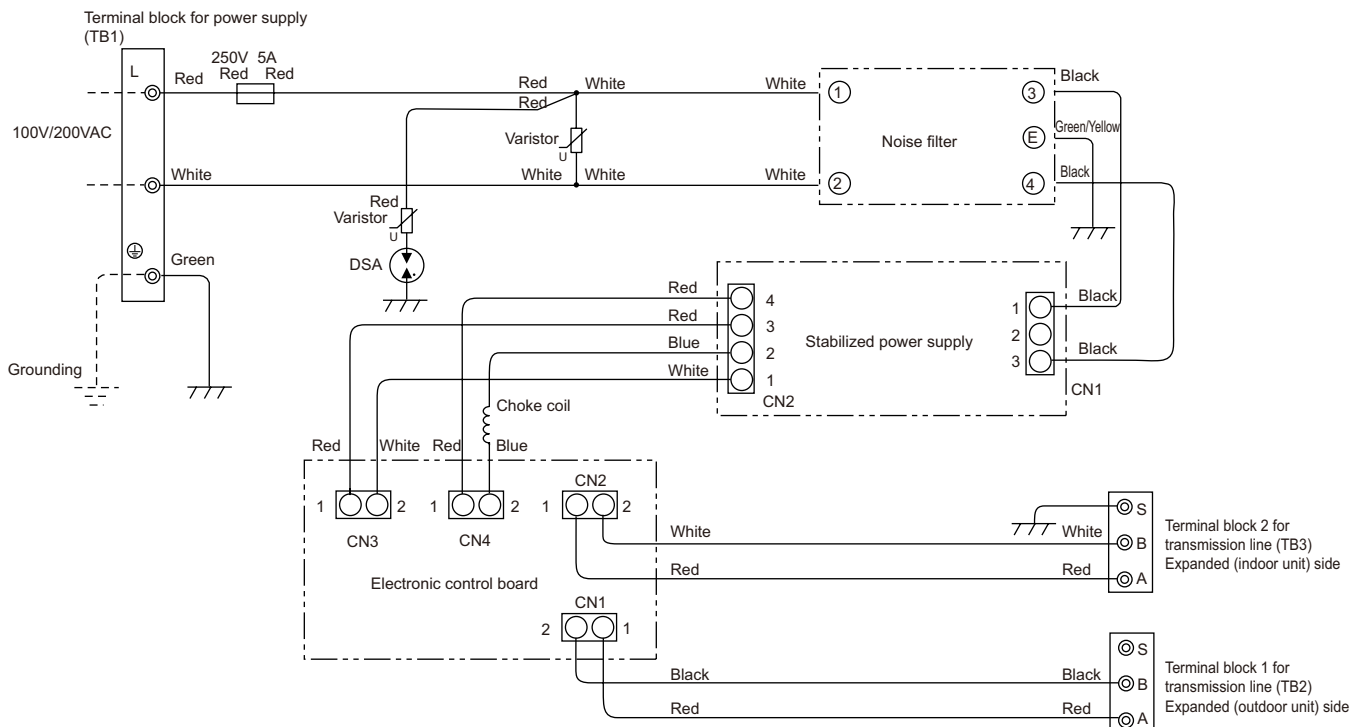 Terminal block for power supply
(TB1)
L
Red
250V 5A
Red Red
Red
White
White
Red
100V/200VAC
Varistor
U
White
White
White
White
1
2
Noise filter
3
E
4
Black
Green/Yellow
Black
Red
Varistor
U
DSA
Green
Grounding
Red
4
Red
3
Blue
2
White
1
CN2
Stabilized power supply
1
2
3
Black
Black
CN1
Choke coil
Red
White
Red
Blue
1
2
CN3
1
2
CN4
CN2
1
2
Electronic control board
CN1
2
1
White
White
Red
Red
S
B
A
Terminal block 2 for
transmission line (TB3)
Expanded (indoor unit) side
Black
Black
Red
Red
S
B
A
Terminal block 1 for
transmission line (TB2)
Expanded (outdoor unit) side